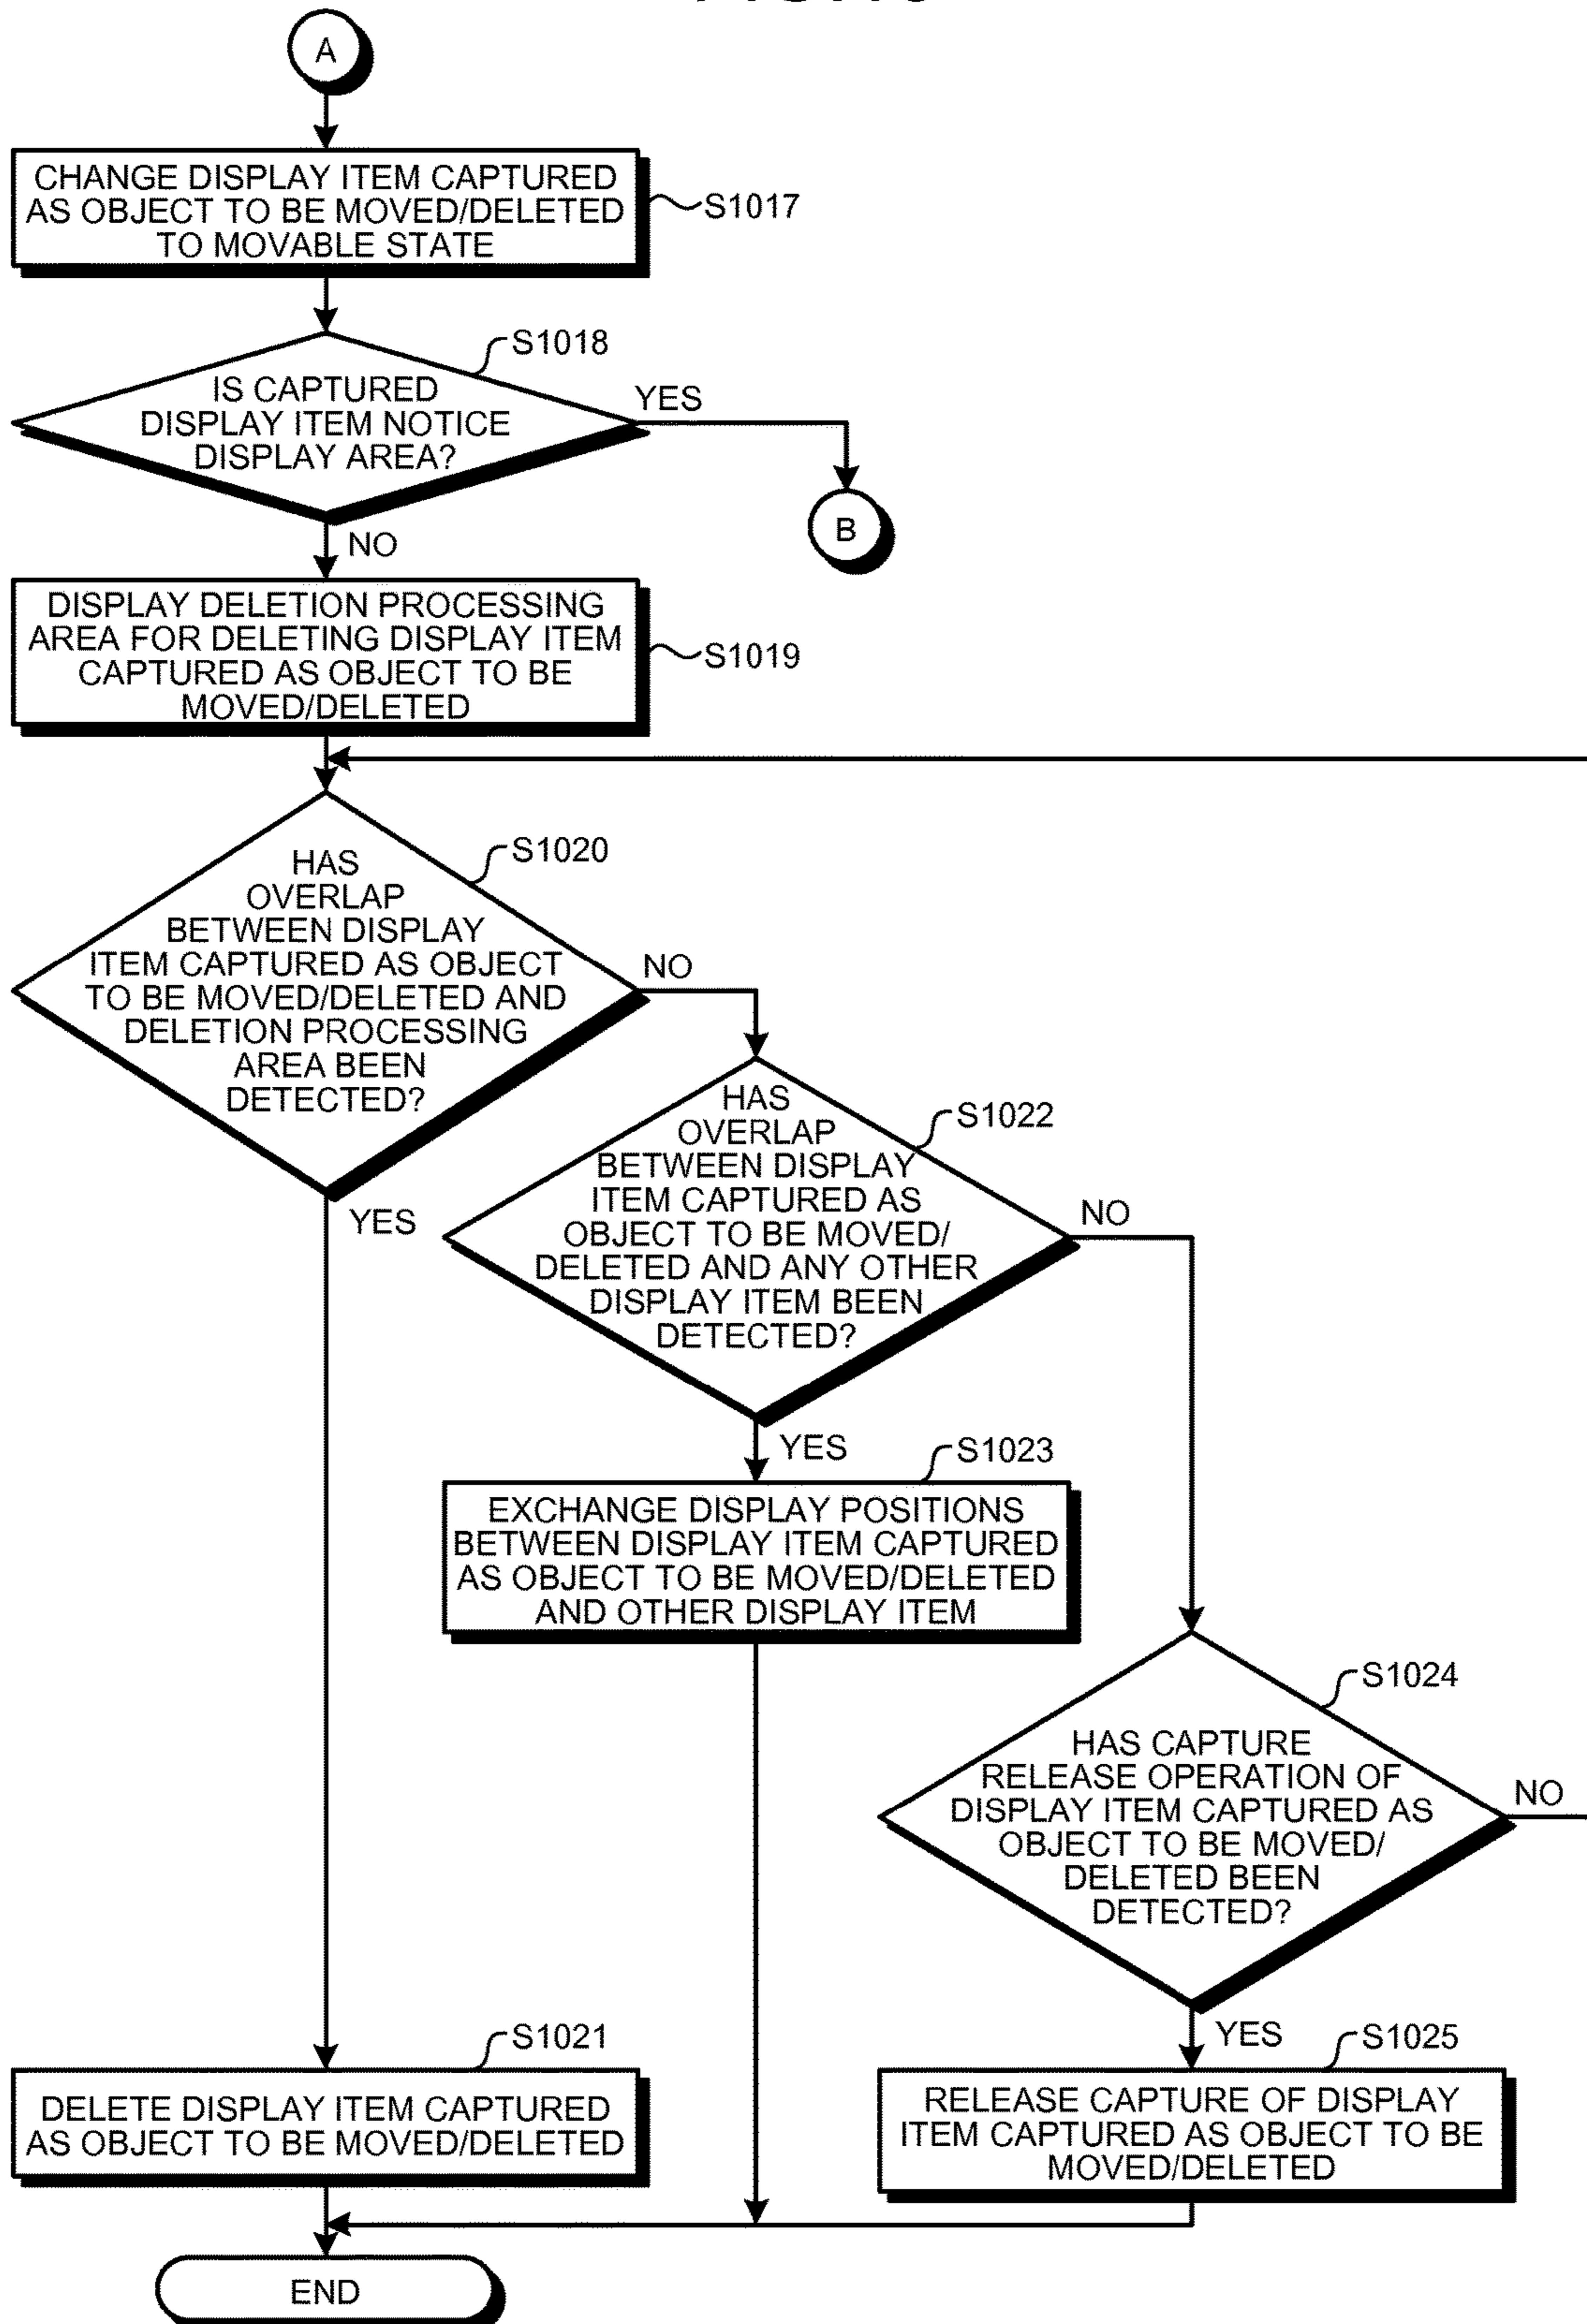 A
CHANGE DISPLAY ITEM CAPTURED
AS OBJECT TO BE MOVED/DELETED
TO MOVABLE STATE
S1017
S1018
IS CAPTURED
DISPLAY ITEM NOTICE
DISPLAY AREA?
YES
B
NO
DISPLAY DELETION PROCESSING
AREA FOR DELETING DISPLAY ITEM
CAPTURED AS OBJECT TO BE
MOVED/DELETED
S1019
S1020
HAS
OVERLAP
BETWEEN DISPLAY
ITEM CAPTURED AS OBJECT
TO BE MOVED/DELETED AND
DELETION PROCESSING
AREA BEEN
DETECTED?
NO
YES
S1022
HAS
OVERLAP
BETWEEN DISPLAY
ITEM CAPTURED AS
OBJECT TO BE MOVED/
DELETED AND ANY OTHER
DISPLAY ITEM BEEN
DETECTED?
NO
YES
S1023
EXCHANGE DISPLAY POSITIONS
BETWEEN DISPLAY ITEM CAPTURED
AS OBJECT TO BE MOVED/DELETED
AND OTHER DISPLAY ITEM
S1024
HAS CAPTURE
RELEASE OPERATION OF
DISPLAY ITEM CAPTURED AS
OBJECT TO BE MOVED/
DELETED BEEN
DETECTED?
NO
YES
S1021
DELETE DISPLAY ITEM CAPTURED
AS OBJECT TO BE MOVED/DELETED
S1025
RELEASE CAPTURE OF DISPLAY
ITEM CAPTURED AS OBJECT TO BE
MOVED/DELETED
END